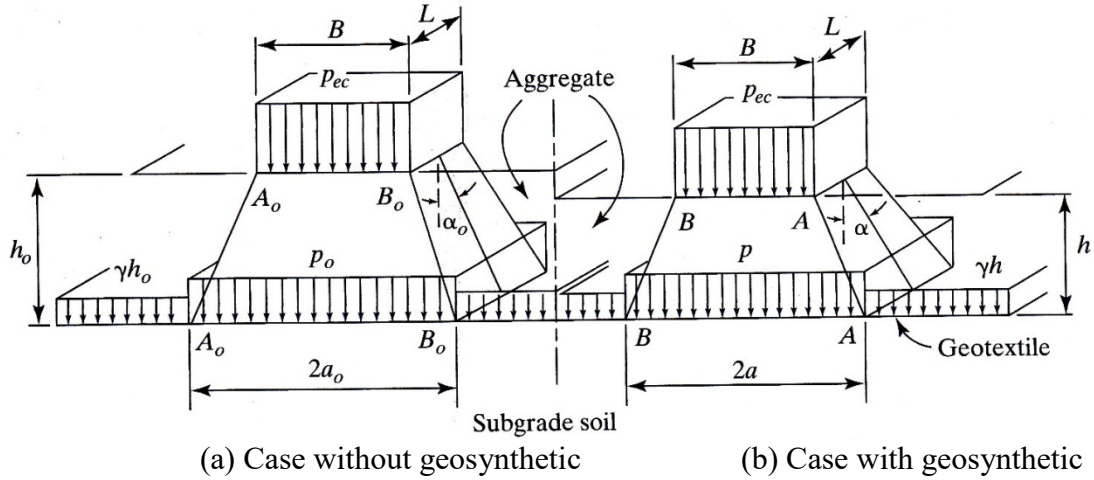 L
B
p_ec
Aggregate
L
B
p_ec
A_o
B_o
α_o
B
A
α
h_o
h
γh_o
p_o
p
γh
A_o
B_o
B
A
Geotextile
2a_o
2a
Subgrade soil
(a) Case without geosynthetic
(b) Case with geosynthetic